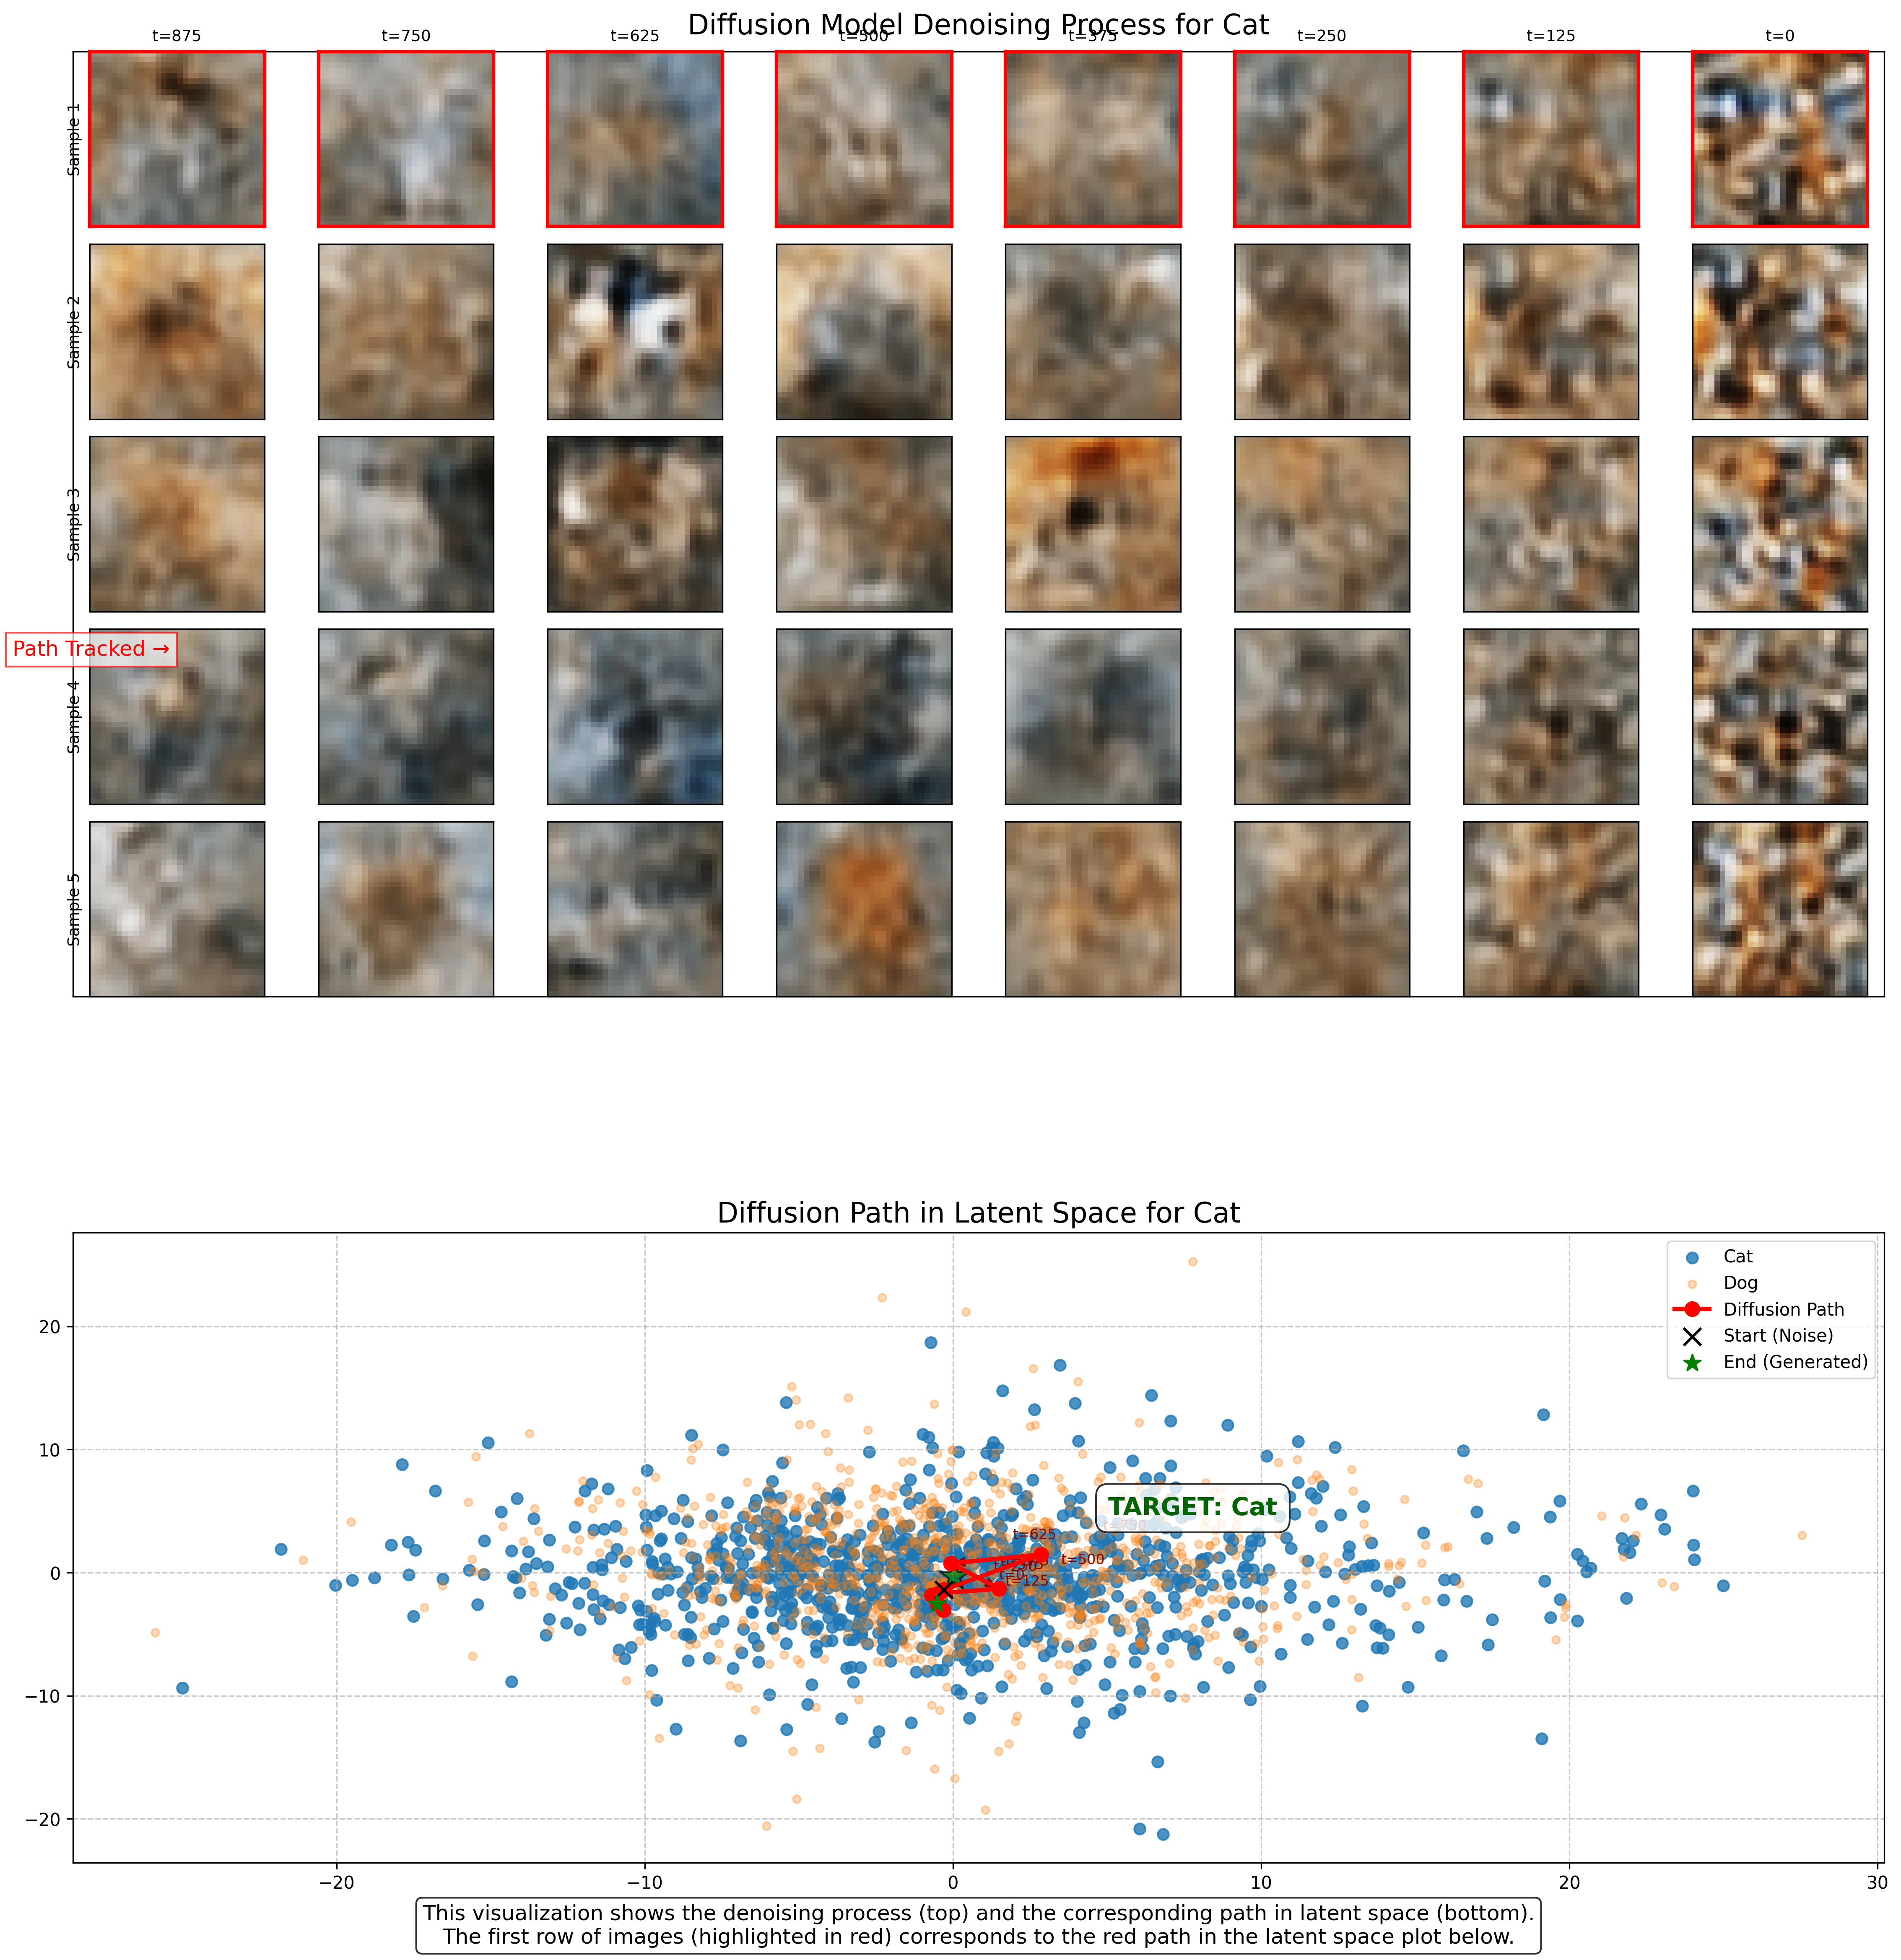 Diffusion Model Denoising Process for Cat
t=875
t=750
t=625
t=500
t=375
t=250
t=125
t=0
Sample 1
Sample 2
Sample 3
Path Tracked →
Sample 4
Sample 5
Diffusion Path in Latent Space for Cat
Cat
Dog
Diffusion Path
Start (Noise)
End (Generated)
20
10
0
−10
−20
TARGET: Cat
t=750
t=625
t=500
t=0
t=125
−20
−10
0
10
20
30
This visualization shows the denoising process (top) and the corresponding path in latent space (bottom).
The first row of images (highlighted in red) corresponds to the red path in the latent space plot below.